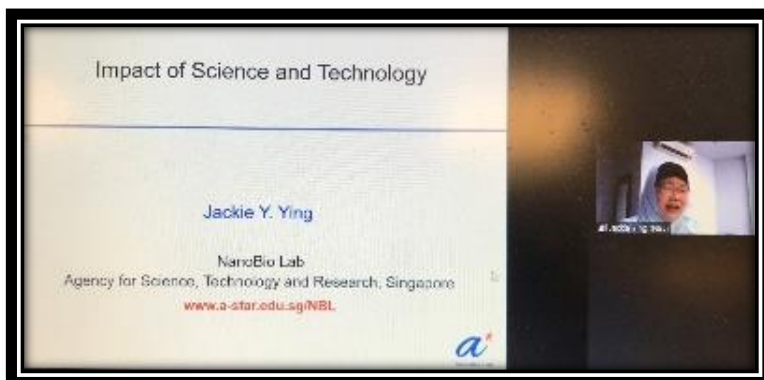 Impact of Science and Technology
Jackie Y. Ying
NanoBio Lab
Agency for Science, Technology and Research, Singapore
www.a-star.edu.sg/NBL